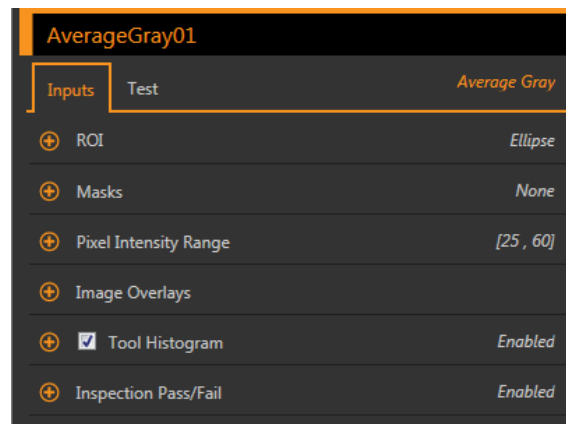 AverageGray01
Inputs Test Average Gray
ROI Ellipse
Masks None
Pixel Intensity Range [25 , 60]
Image Overlays
Tool Histogram Enabled
Inspection Pass/Fail Enabled